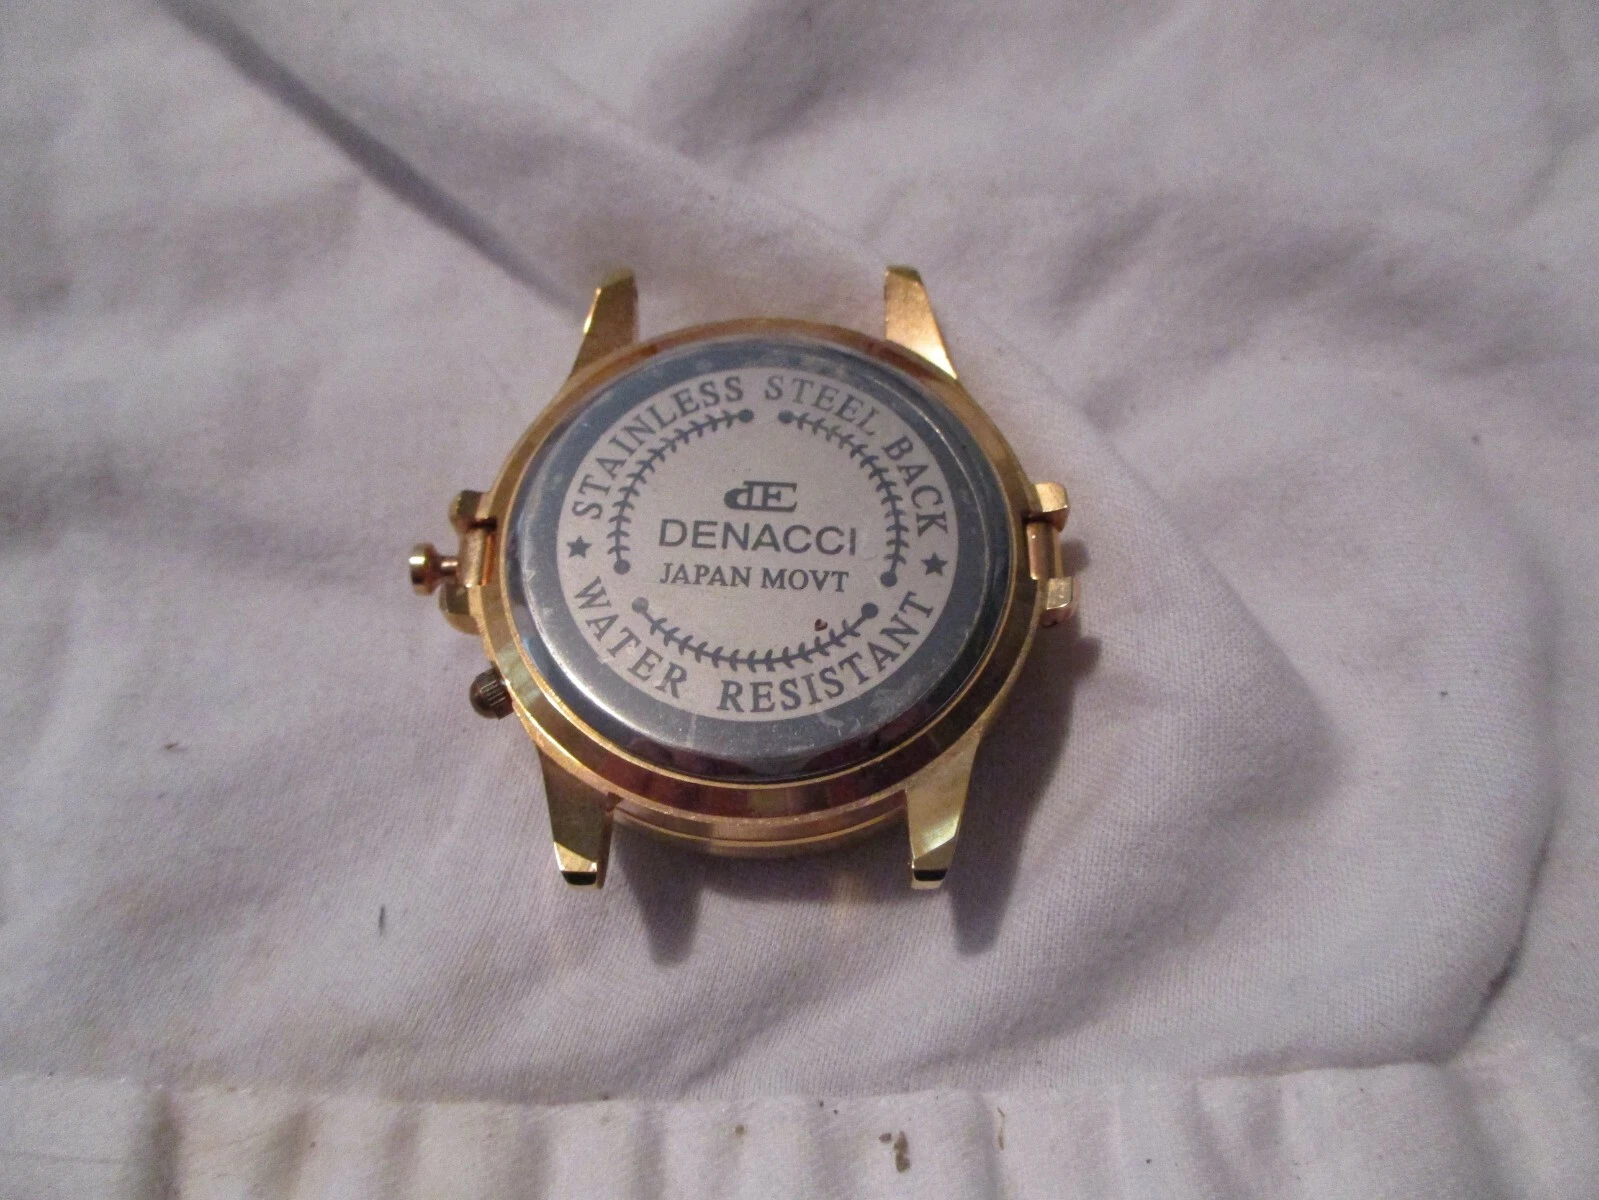 STAINLESS STEEL BACK
dE
DENACCI
JAPAN MOVT
★ WATER RESISTANT ★